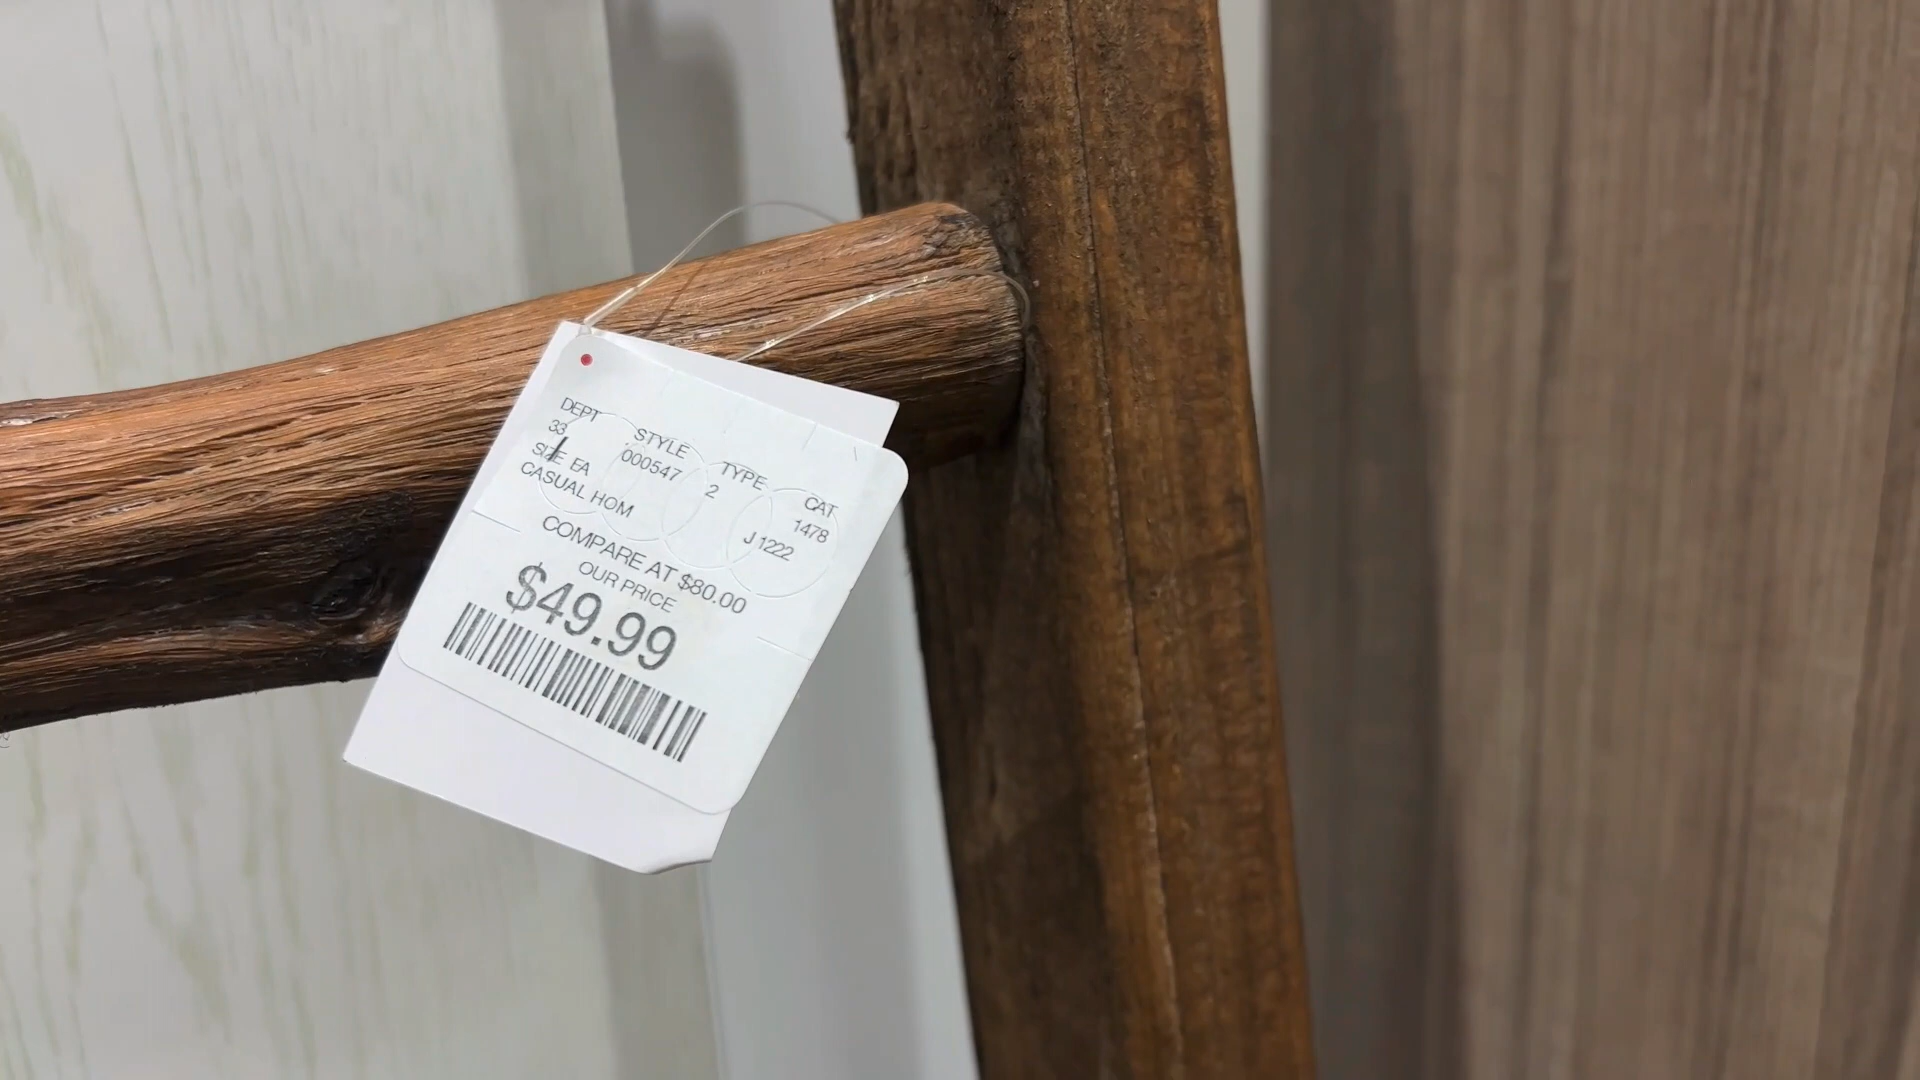 DEPT STYLE TYPE CAT
33 000547 2 1478
SIZE EA J1222
CASUAL HOM
COMPARE AT $80.00
OUR PRICE
$49.99